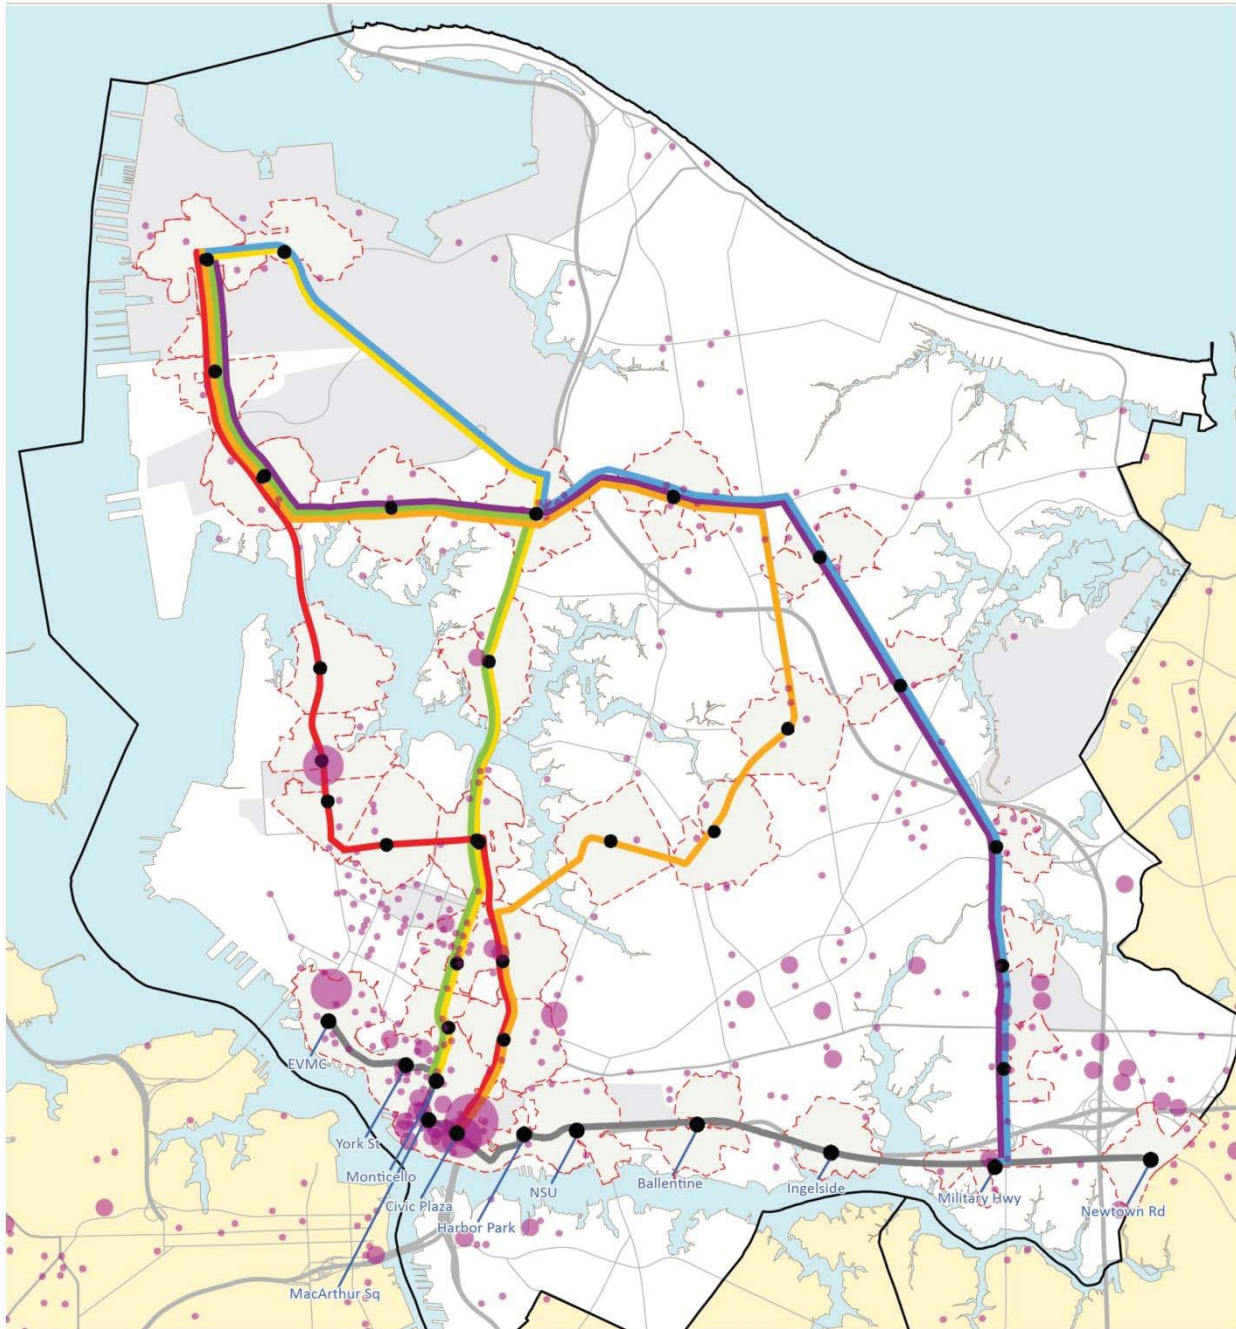 EVMC
York St
Monticello
Civic Plaza
Harbor Park
NSU
Ballentine
Ingelside
Military Hwy
Newtown Rd
MacArthur Sq